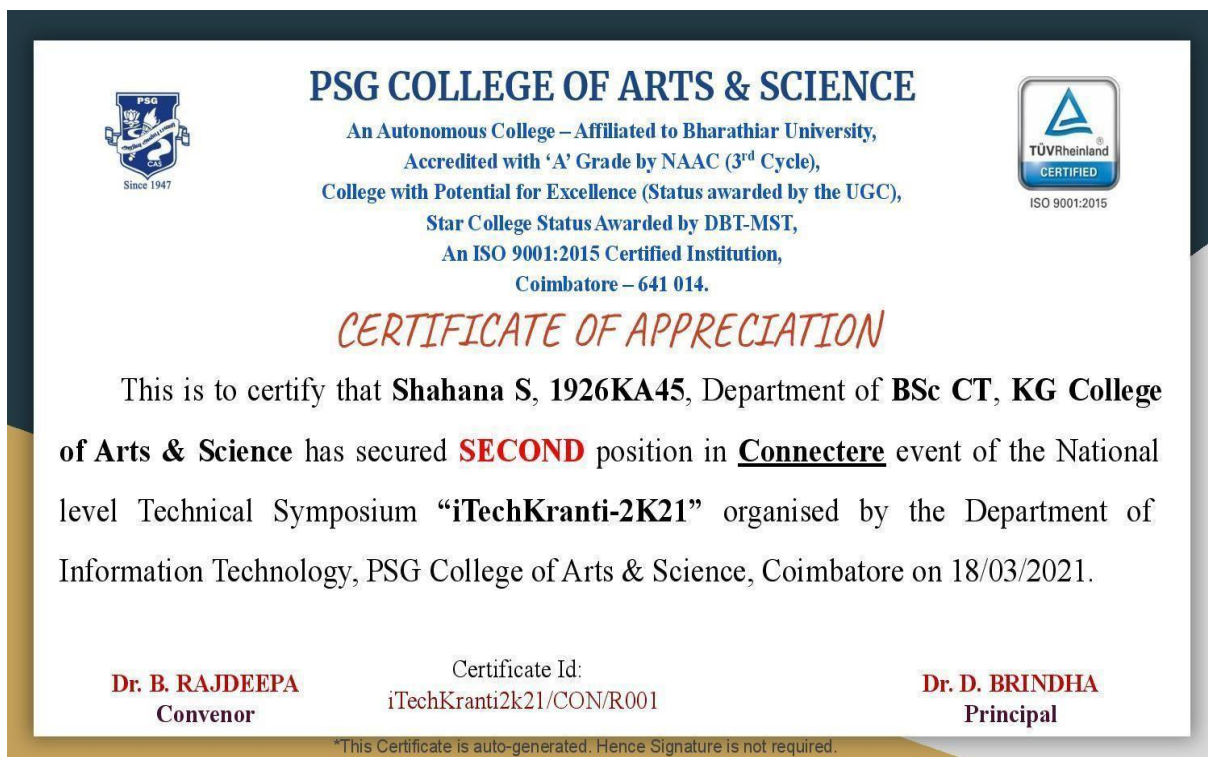 PSG COLLEGE OF ARTS & SCIENCE
An Autonomous College – Affiliated to Bharathiar University,
Accredited with ‘A’ Grade by NAAC (3rd Cycle),
College with Potential for Excellence (Status awarded by the UGC),
Star College Status Awarded by DBT-MST,
An ISO 9001:2015 Certified Institution,
Coimbatore – 641 014.
PSG
CAS
Since 1947
TÜVRheinland®
CERTIFIED
ISO 9001:2015
CERTIFICATE OF APPRECIATION
This is to certify that Shahana S, 1926KA45, Department of BSc CT, KG College
of Arts & Science has secured SECOND position in Connectere event of the National
level Technical Symposium “iTechKranti-2K21” organised by the Department of
Information Technology, PSG College of Arts & Science, Coimbatore on 18/03/2021.
Dr. B. RAJDEEPA
Convenor
Certificate Id:
iTechKranti2k21/CON/R001
Dr. D. BRINDHA
Principal
*This Certificate is auto-generated. Hence Signature is not required.